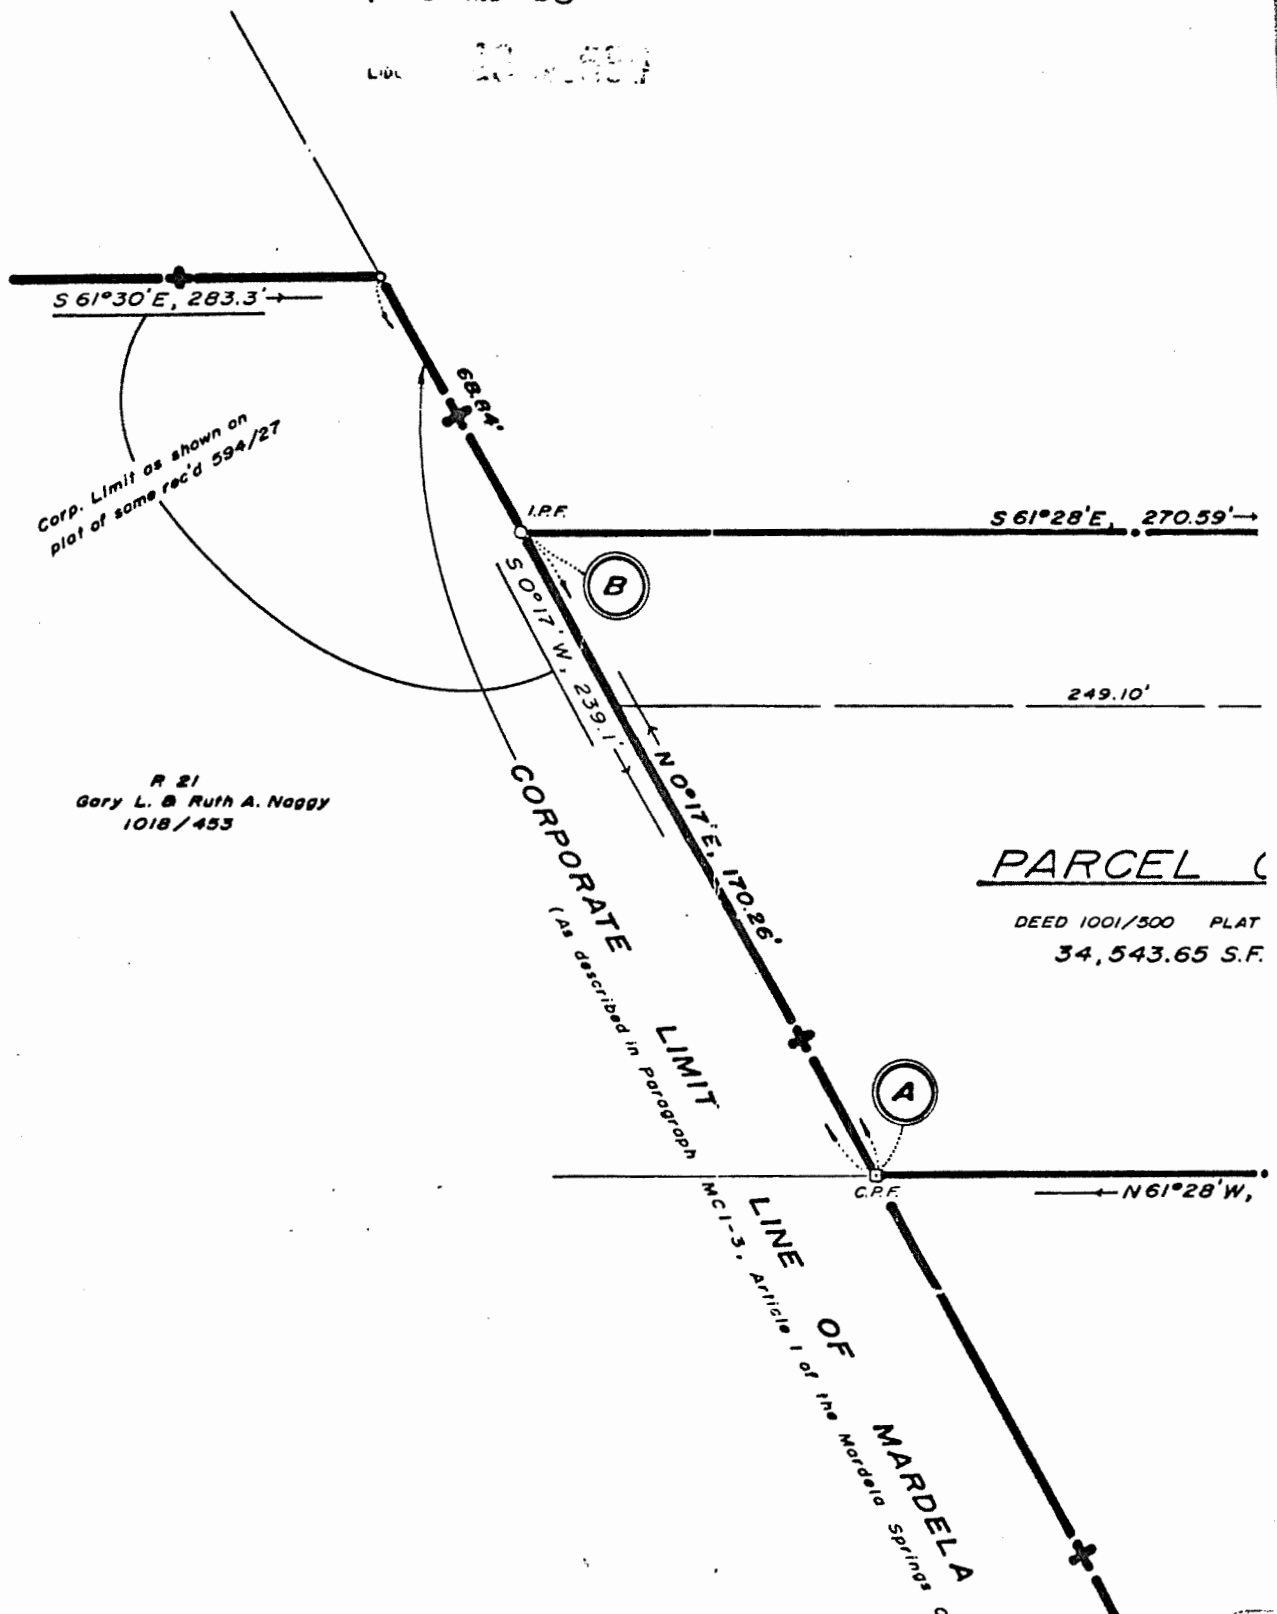 S 61°30'E, 283.3'→
68.84'
Corp. Limit as shown on
plat of same rec'd 594/27
I.P.F.
S 61°28'E, 270.59'→
B
S 0°17'W, 239.1'→
249.10'
←N 0°17'E, 170.26'
P 21
Gary L. & Ruth A. Naggy
1018/453
PARCEL
DEED 1001/500 PLAT
34,543.65 S.F.
A
C.P.F.
←N 61°28'W,
CORPORATE LIMIT LINE OF MARDELA
(As described in Paragraph MC1-3, Article 1 of the Mardela Springs